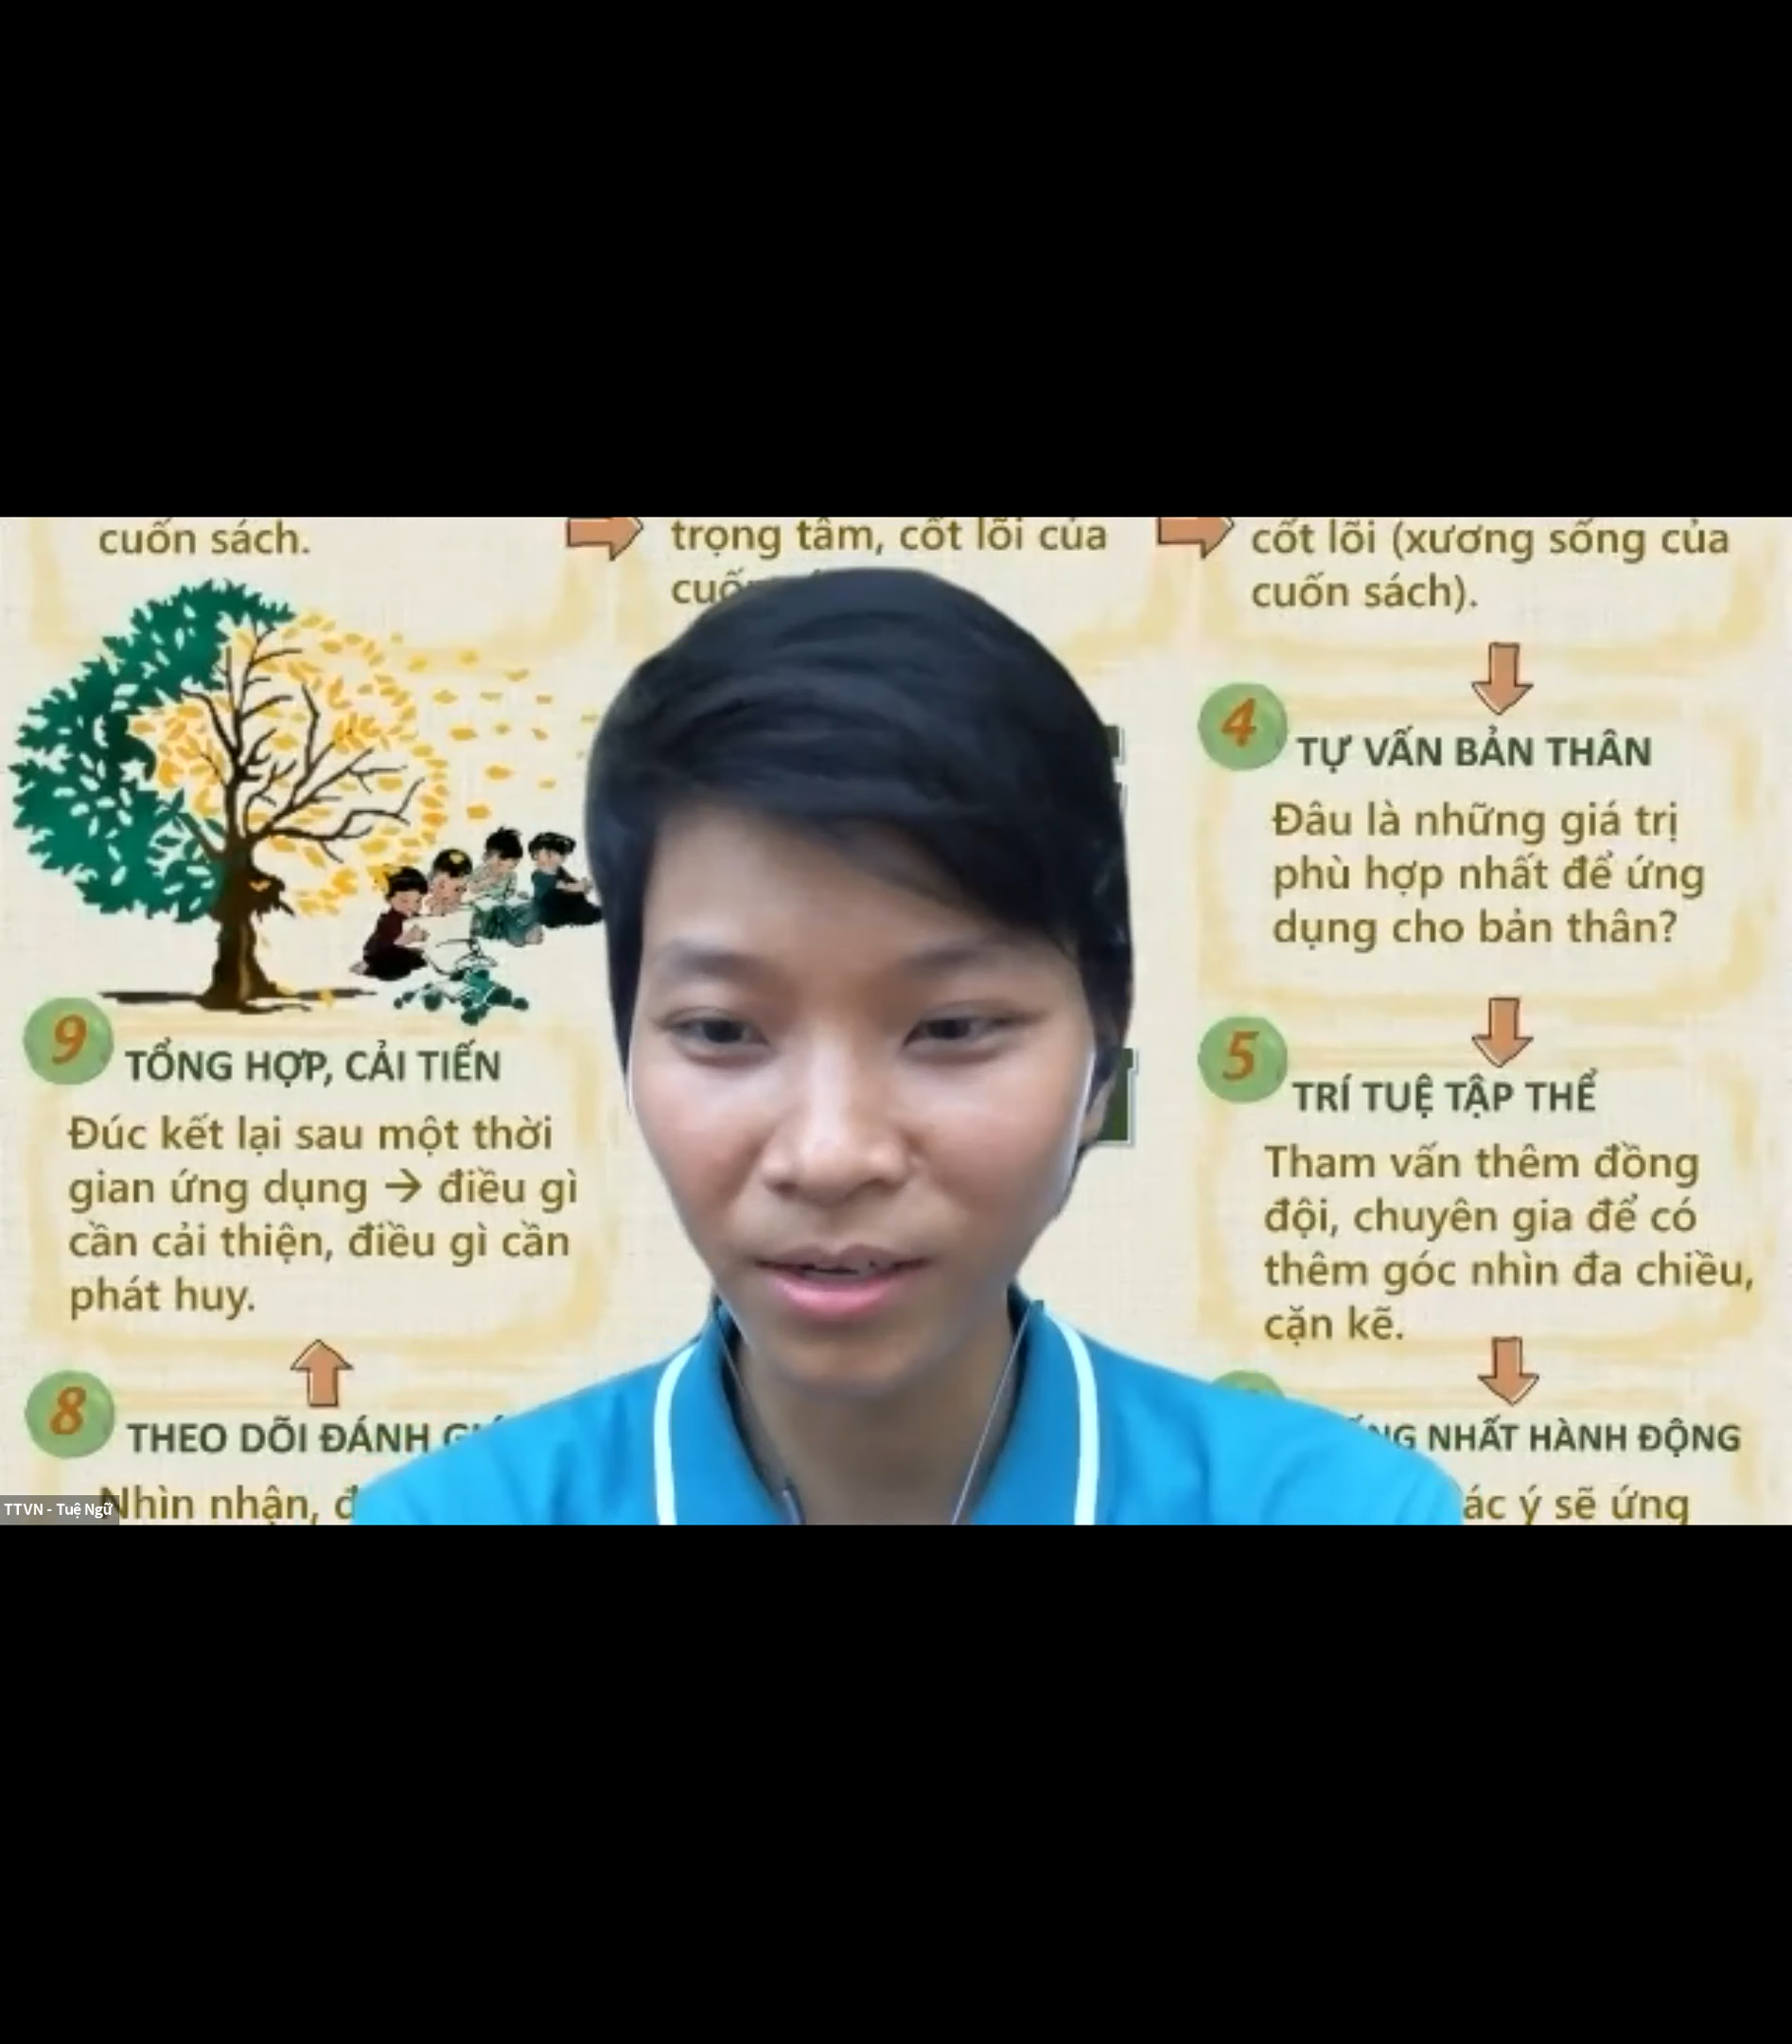 cuốn sách.
trọng tâm, cốt lõi của
cốt lõi (xương sống của
cuốn sách).
4
TỰ VẤN BẢN THÂN
Đâu là những giá trị
phù hợp nhất để ứng
dụng cho bản thân?
5
TRÍ TUỆ TẬP THỂ
Tham vấn thêm đồng
đội, chuyên gia để có
thêm góc nhìn đa chiều,
cặn kẽ.
NHẤT HÀNH ĐỘNG
ý sẽ ứng
9
TỔNG HỢP, CẢI TIẾN
Đúc kết lại sau một thời
gian ứng dụng → điều gì
cần cải thiện, điều gì cần
phát huy.
8
THEO DÕI ĐÁNH
Nhìn nhận,
TTVN - Tuệ Ngữ